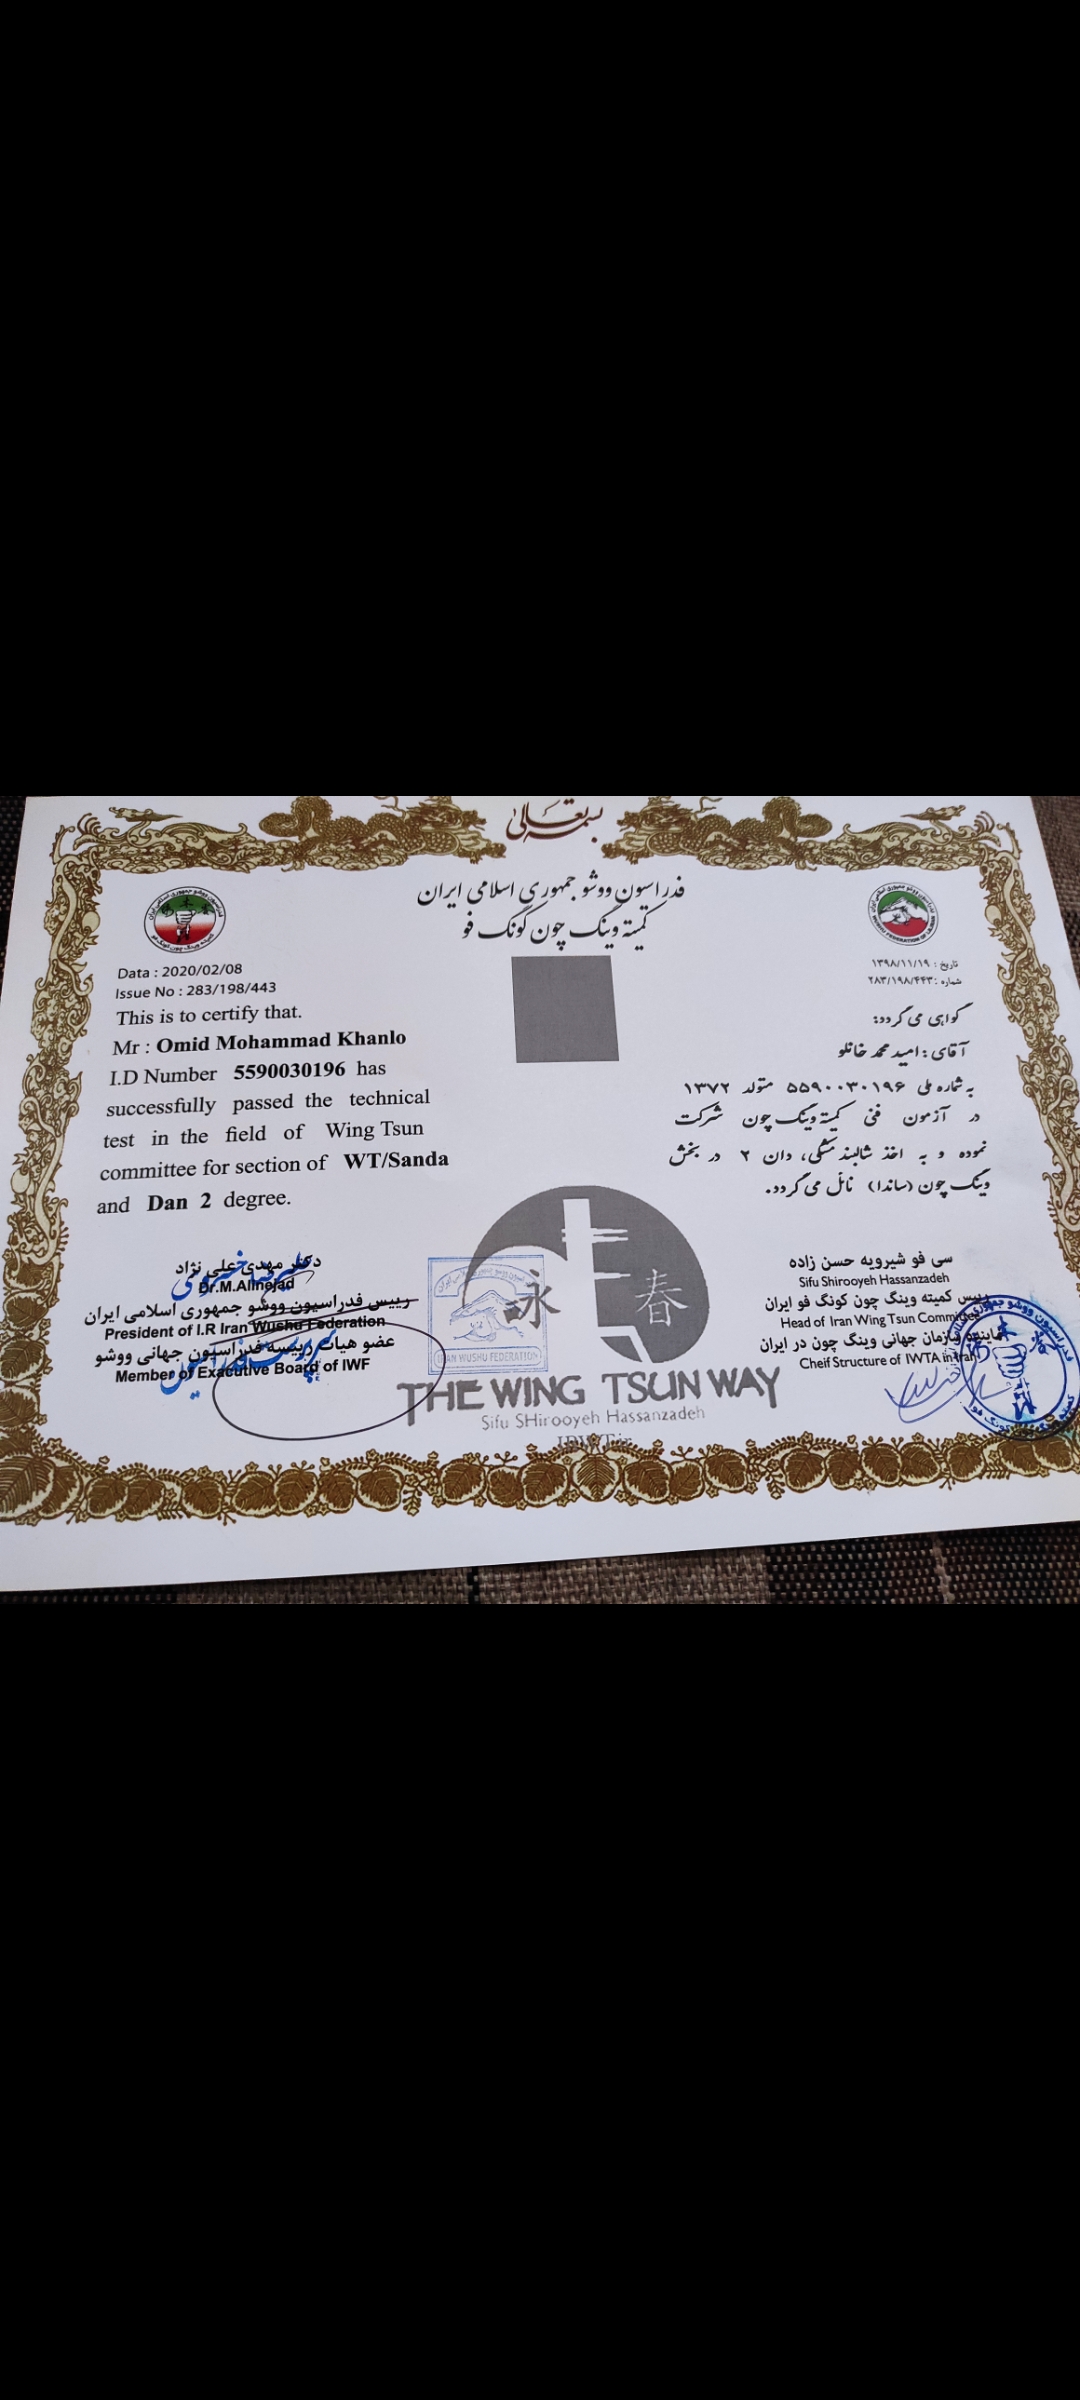 بسمه تعالی
فدراسیون ووشو جمهوری اسلامی ایران
کمیته وینگ چون کونگ فو
Data : 2020/02/08
Issue No : 283/198/443
This is to certify that.
Mr : Omid Mohammad Khanlo
I.D Number 5590030196 has
successfully passed the technical
test in the field of Wing Tsun
committee for section of WT/Sanda
and Dan 2 degree.
تاریخ : ۱۳۹۸/۱۱/۱۹
شماره : ۲۸۳/۱۹۸/۴۴۳
گواهی می گردد:
آقای : امید محمد خانلو
به شماره ملی ۵۵۹۰۰۳۰۱۹۶ متولد ۱۳۷۲
در آزمون فنی کمیته وینگ چون شرکت
نموده و به اخذ شالبند مشکی، دان ۲ در بخش
وینگ چون (ساندا) نائل می گردد.
دکتر مهدی علی نژاد
Dr.M.Alinejad
رییس فدراسیون ووشو جمهوری اسلامی ایران
President of I.R Iran Wushu Federation
عضو هیات رییسه فدراسیون جهانی ووشو
Member of Exacutive Board of IWF
永 春
IRAN WUSHU FEDERATION
THE WING TSUN WAY
Sifu SHirooyeh Hassanzadeh
سی فو شیرویه حسن زاده
Sifu Shirooyeh Hassanzadeh
رییس کمیته وینگ چون کونگ فو ایران
Head of Iran Wing Tsun Commitee
نماینده سازمان جهانی وینگ چون در ایران
Cheif Structure of IWTA in Iran